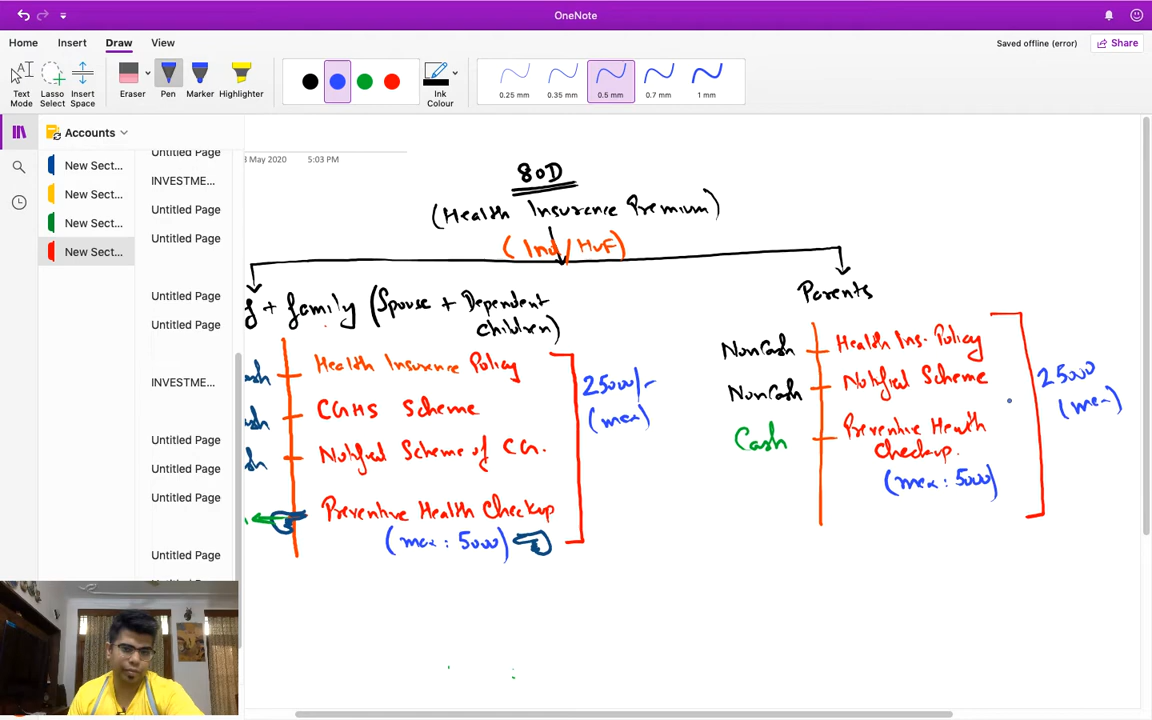 OneNote
Home
Insert
Draw
View
Saved offline (error)
Share
Text
Mode
Lasso
Select
Insert
Space
Eraser
Pen
Marker
Highlighter
Ink
Colour
0.25 mm
0.35 mm
0.5 mm
0.7 mm
1 mm
Accounts
New Sect...
New Sect...
New Sect...
New Sect...
Untitled Page
INVESTME...
Untitled Page
Untitled Page
Untitled Page
Untitled Page
INVESTME...
Untitled Page
Untitled Page
Untitled Page
Untitled Page
May 2020 5:03 PM
80D
(Health Insurance Premium)
(Ind/HUF)
+ family (Spouse + Dependent
children)
Health Insurance Policy
CGHS Scheme
Notified Scheme of CG.
Preventive Health Checkup
(max : 5000)
25000/-
(max)
Parents
NonCash
Health Ins. Policy
NonCash
Notified Scheme
Cash
Preventive Health
Checkup.
(max : 5000)
25000
(max)